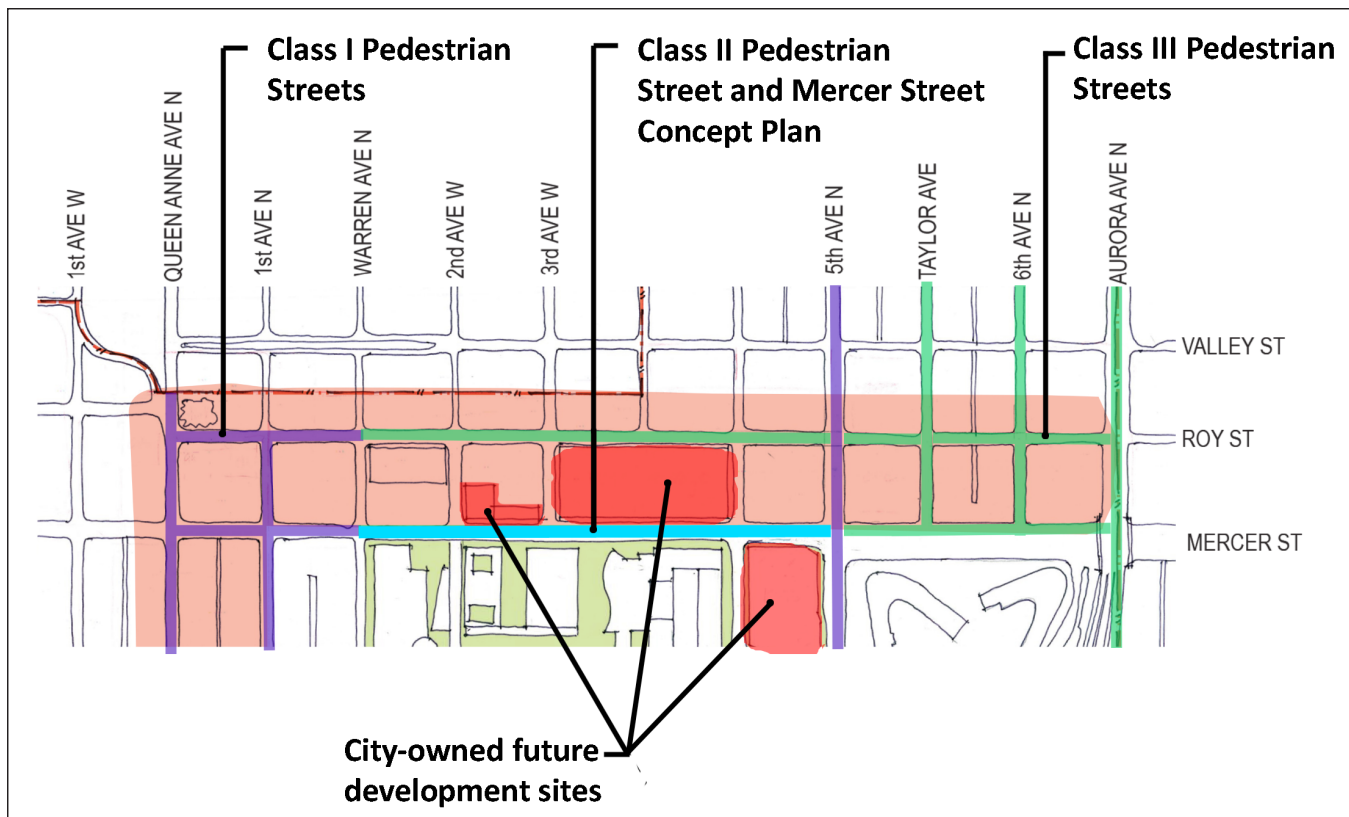 Class I Pedestrian
Streets
Class II Pedestrian
Street and Mercer Street
Concept Plan
Class III Pedestrian
Streets
1st AVE W
QUEEN ANNE AVE N
1st AVE N
WARREN AVE N
2nd AVE W
3rd AVE W
5th AVE N
TAYLOR AVE
6th AVE N
AURORA AVE N
VALLEY ST
ROY ST
MERCER ST
City-owned future
development sites